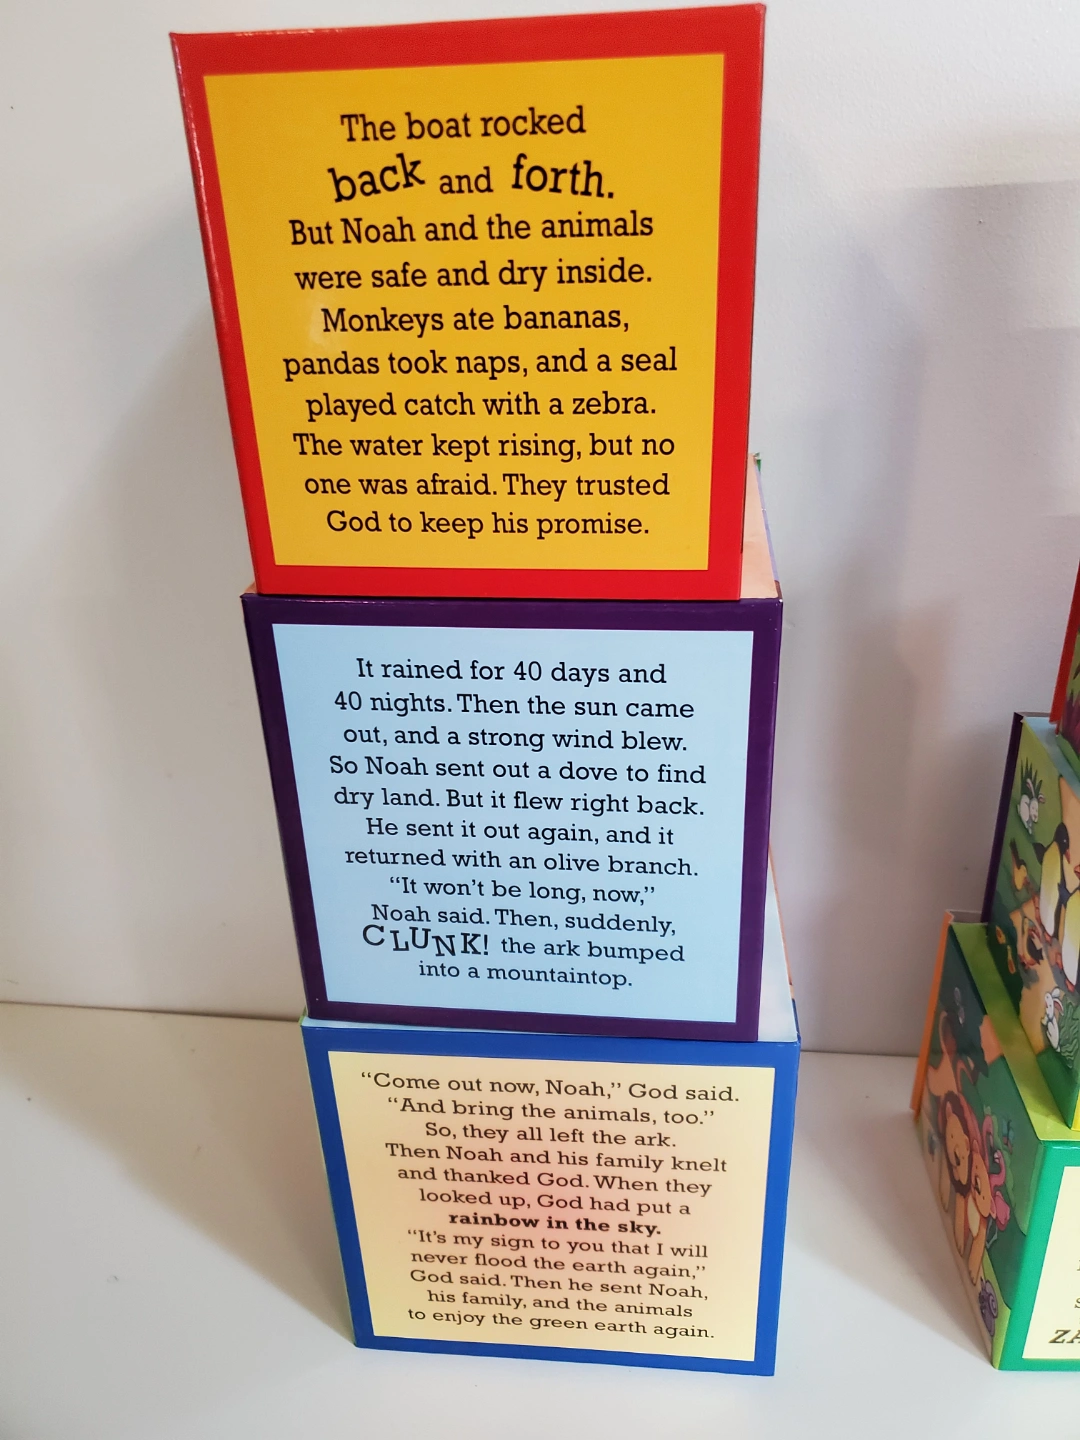 The boat rocked
back and forth.
But Noah and the animals
were safe and dry inside.
Monkeys ate bananas,
pandas took naps, and a seal
played catch with a zebra.
The water kept rising, but no
one was afraid. They trusted
God to keep his promise.
It rained for 40 days and
40 nights. Then the sun came
out, and a strong wind blew.
So Noah sent out a dove to find
dry land. But it flew right back.
He sent it out again, and it
returned with an olive branch.
“It won’t be long, now,”
Noah said. Then, suddenly,
CLUNK! the ark bumped
into a mountaintop.
“Come out now, Noah,” God said.
“And bring the animals, too.”
So, they all left the ark.
Then Noah and his family knelt
and thanked God. When they
looked up, God had put a
rainbow in the sky.
“It’s my sign to you that I will
never flood the earth again,”
God said. Then he sent Noah,
his family, and the animals
to enjoy the green earth again.